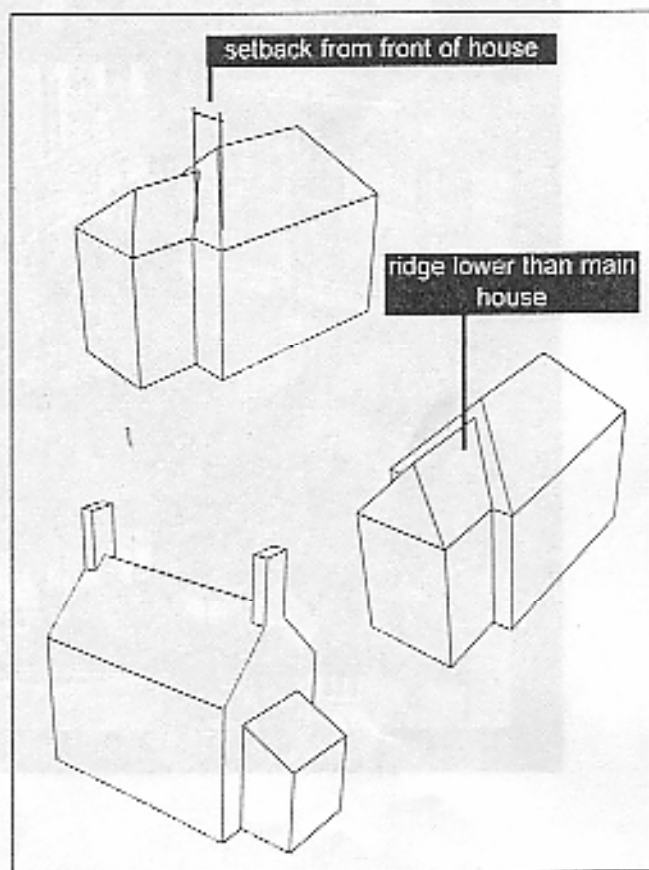 setback from front of house
ridge lower than main
house